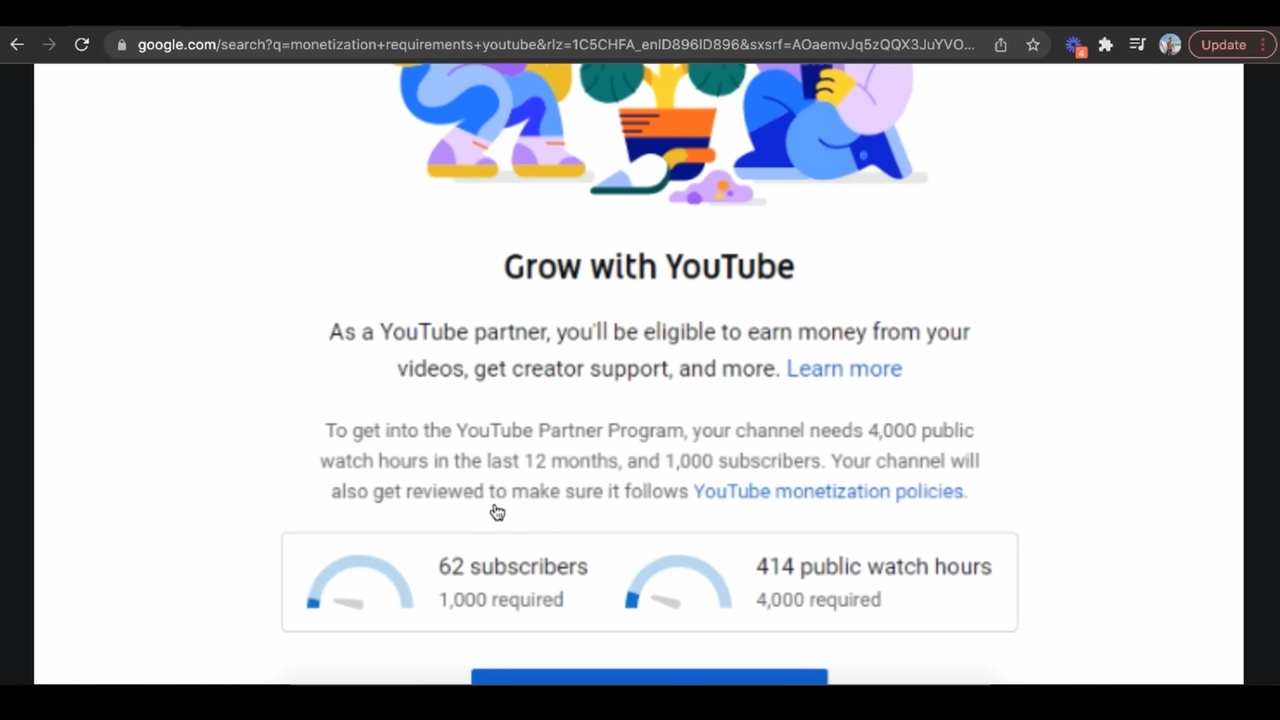 google.com/search?q=monetization+requirements+youtube&rlz=1C5CHFA_enID896ID896&sxsrf=AOaemvJq5zQQX3JuYVO...
4
Update
Grow with YouTube
As a YouTube partner, you'll be eligible to earn money from your
videos, get creator support, and more. Learn more
To get into the YouTube Partner Program, your channel needs 4,000 public
watch hours in the last 12 months, and 1,000 subscribers. Your channel will
also get reviewed to make sure it follows YouTube monetization policies.
62 subscribers
1,000 required
414 public watch hours
4,000 required